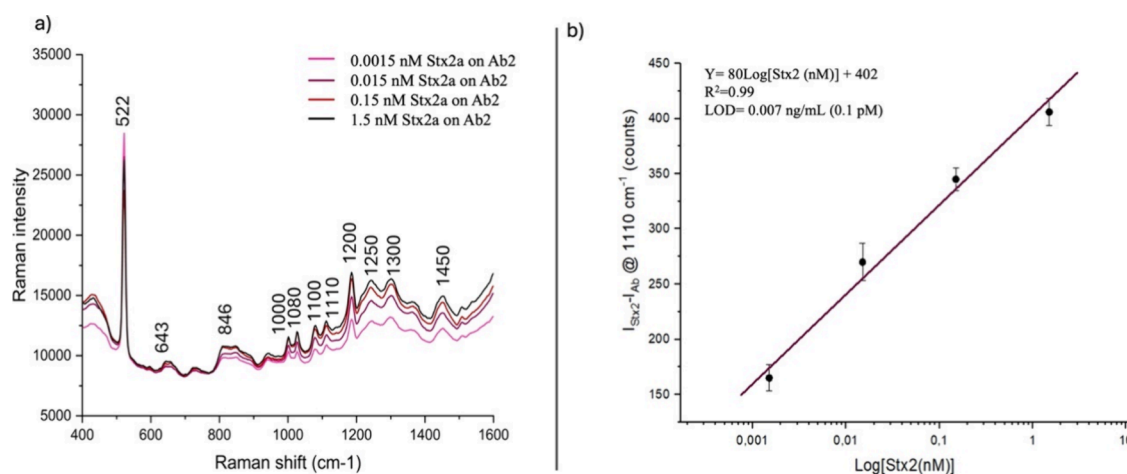 a)
35000
30000
25000
20000
15000
10000
5000
Raman intensity
0.0015 nM Stx2a on Ab2
0.015 nM Stx2a on Ab2
0.15 nM Stx2a on Ab2
1.5 nM Stx2a on Ab2
522
643
846
1000
1080
1100
1110
1200
1250
1300
1450
400 600 800 1000 1200 1400 1600
Raman shift (cm-1)
b)
450
400
350
300
250
200
150
I_Stx2-I_Ab @ 1110 cm⁻¹ (counts)
Y= 80Log[Stx2 (nM)] + 402
R²=0.99
LOD= 0.007 ng/mL (0.1 pM)
0,001 0,01 0,1 1 10
Log[Stx2(nM)]